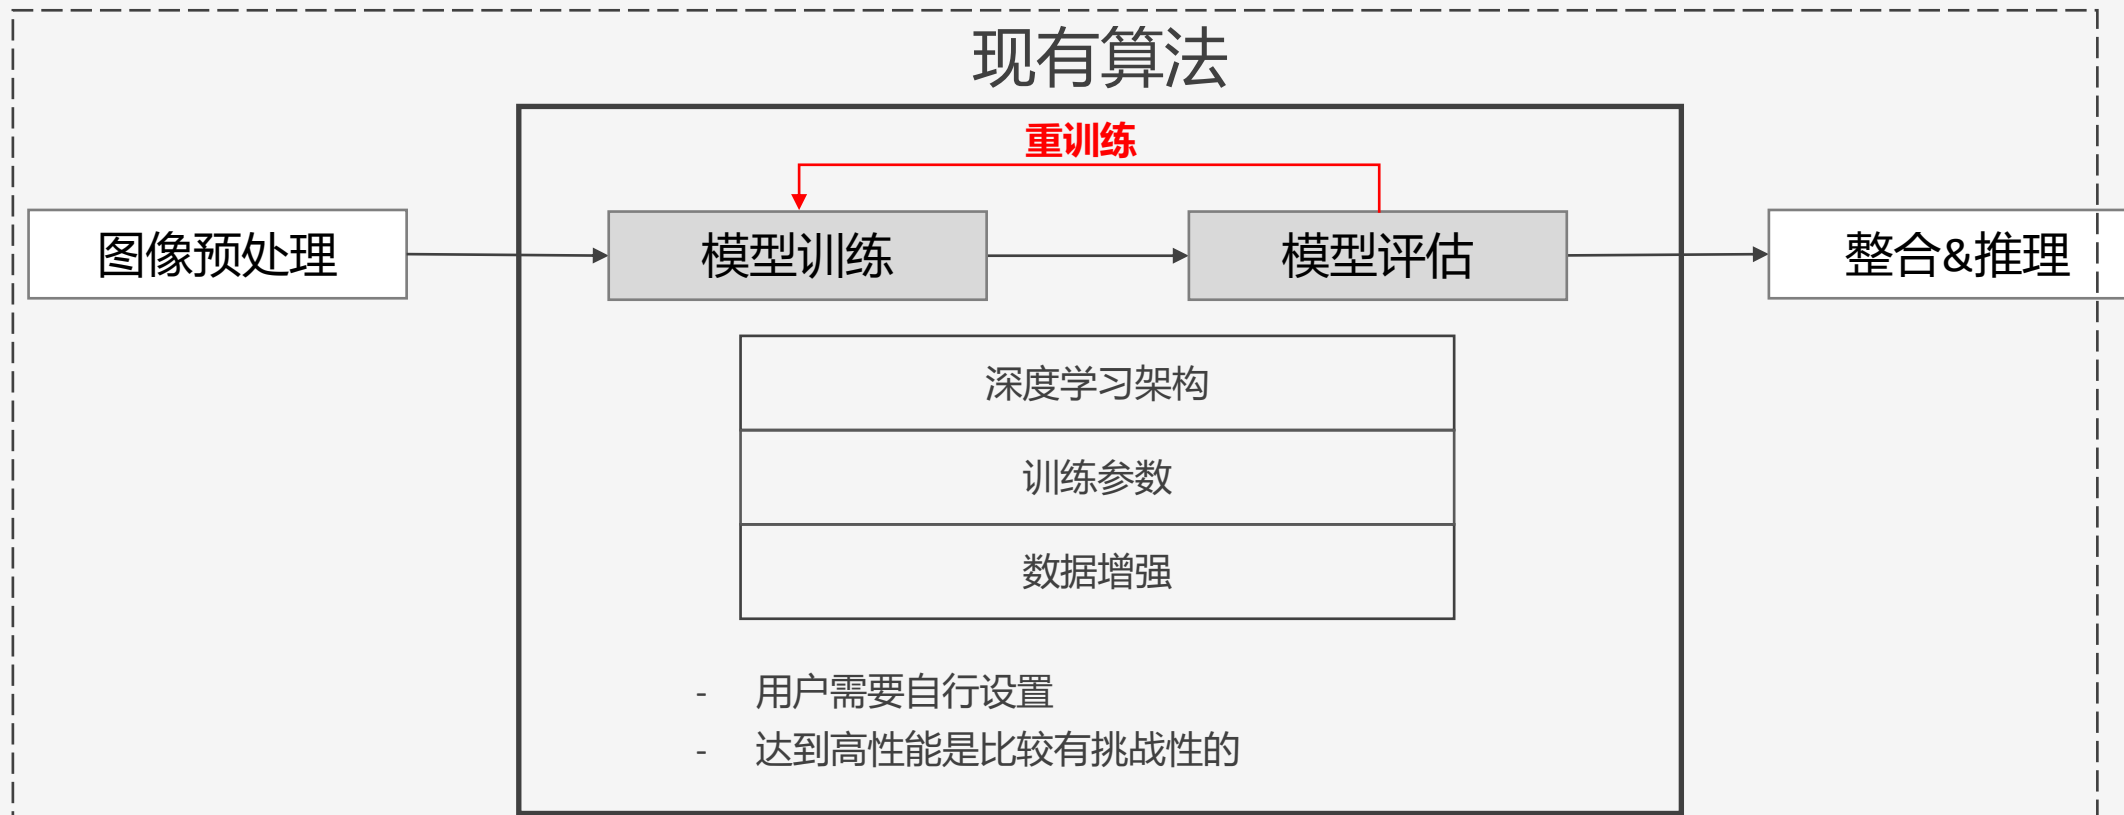 现有算法
重训练
图像预处理
模型训练
模型评估
整合&推理
深度学习架构
训练参数
数据增强
- 用户需要自行设置
- 达到高性能是比较有挑战性的